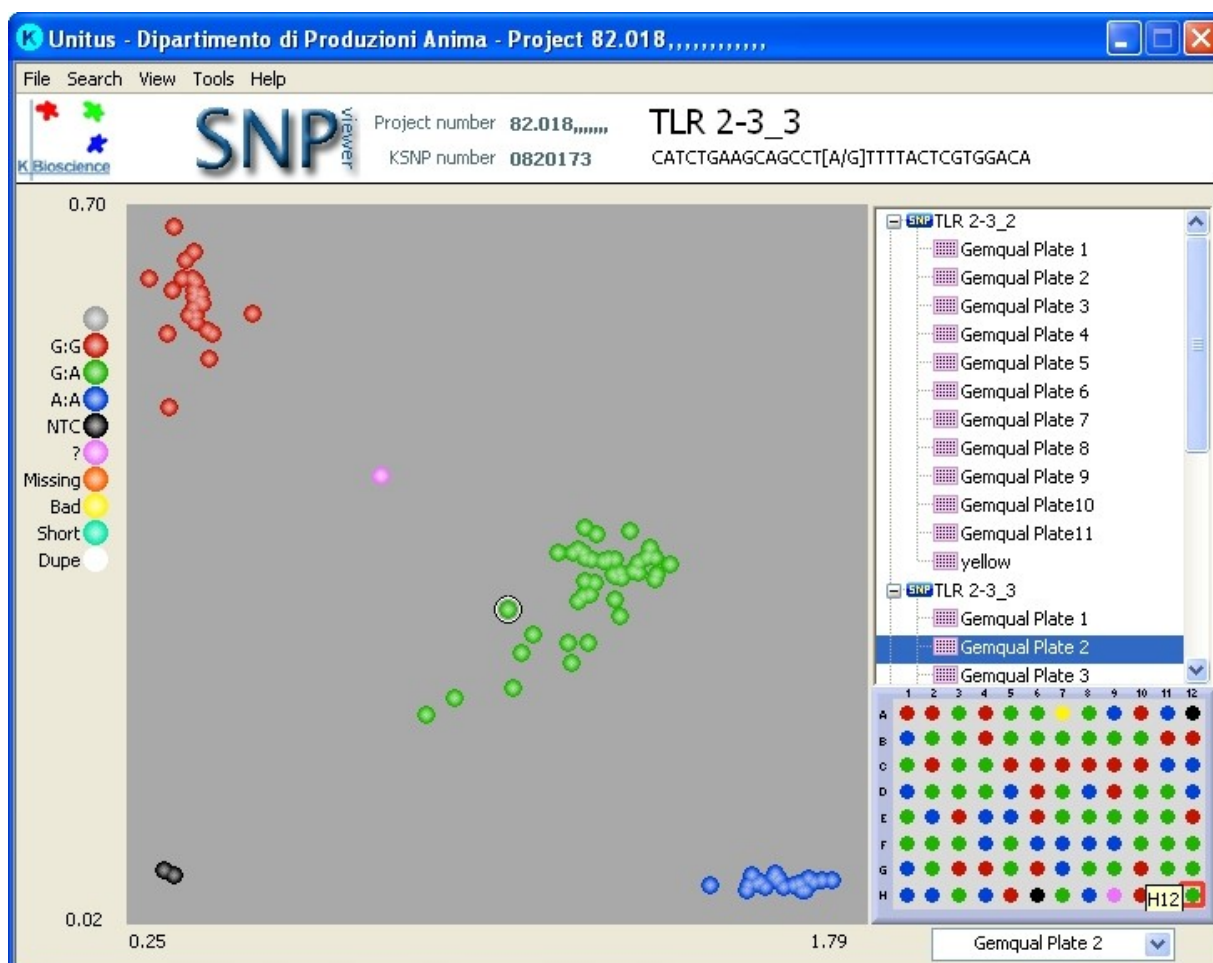 Unitus - Dipartimento di Produzioni Anima - Project 82.018,,,,,,,,,,,,
File Search View Tools Help
K Bioscience
SNP viewer
Project number 82.018,,,,,,,
KSNP number 0820173
TLR 2-3_3
CATCTGAAGCAGCCT[A/G]TTTTACTCGTGGACA
0.70
G:G
G:A
A:A
NTC
?
Missing
Bad
Short
Dupe
0.02
0.25
1.79
SNP TLR 2-3_2
Gemqual Plate 1
Gemqual Plate 2
Gemqual Plate 3
Gemqual Plate 4
Gemqual Plate 5
Gemqual Plate 6
Gemqual Plate 7
Gemqual Plate 8
Gemqual Plate 9
Gemqual Plate10
Gemqual Plate11
yellow
SNP TLR 2-3_3
Gemqual Plate 1
Gemqual Plate 2
Gemqual Plate 3
1 2 3 4 5 6 7 8 9 10 11 12
A
B
C
D
E
F
G
H
H12
Gemqual Plate 2